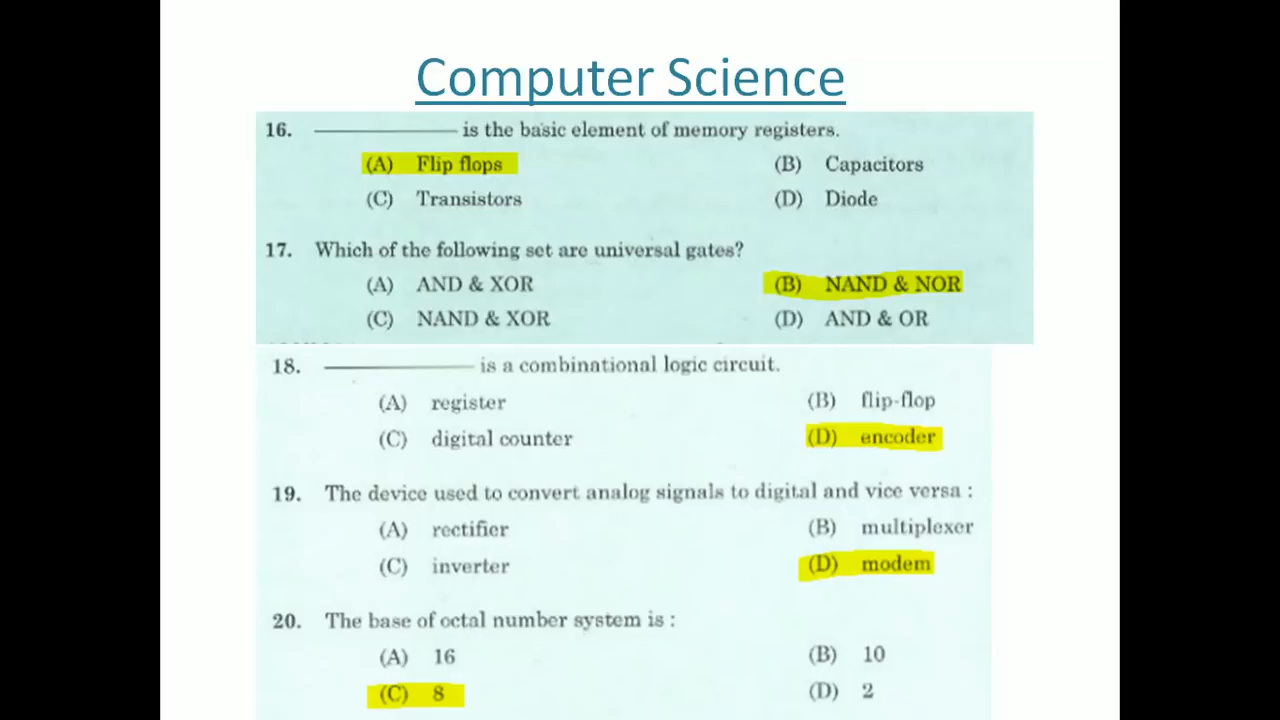 Computer Science
16. ____________ is the basic element of memory registers.
(A) Flip flops (B) Capacitors
(C) Transistors (D) Diode
17. Which of the following set are universal gates?
(A) AND & XOR (B) NAND & NOR
(C) NAND & XOR (D) AND & OR
18. ____________ is a combinational logic circuit.
(A) register (B) flip-flop
(C) digital counter (D) encoder
19. The device used to convert analog signals to digital and vice versa :
(A) rectifier (B) multiplexer
(C) inverter (D) modem
20. The base of octal number system is :
(A) 16 (B) 10
(C) 8 (D) 2